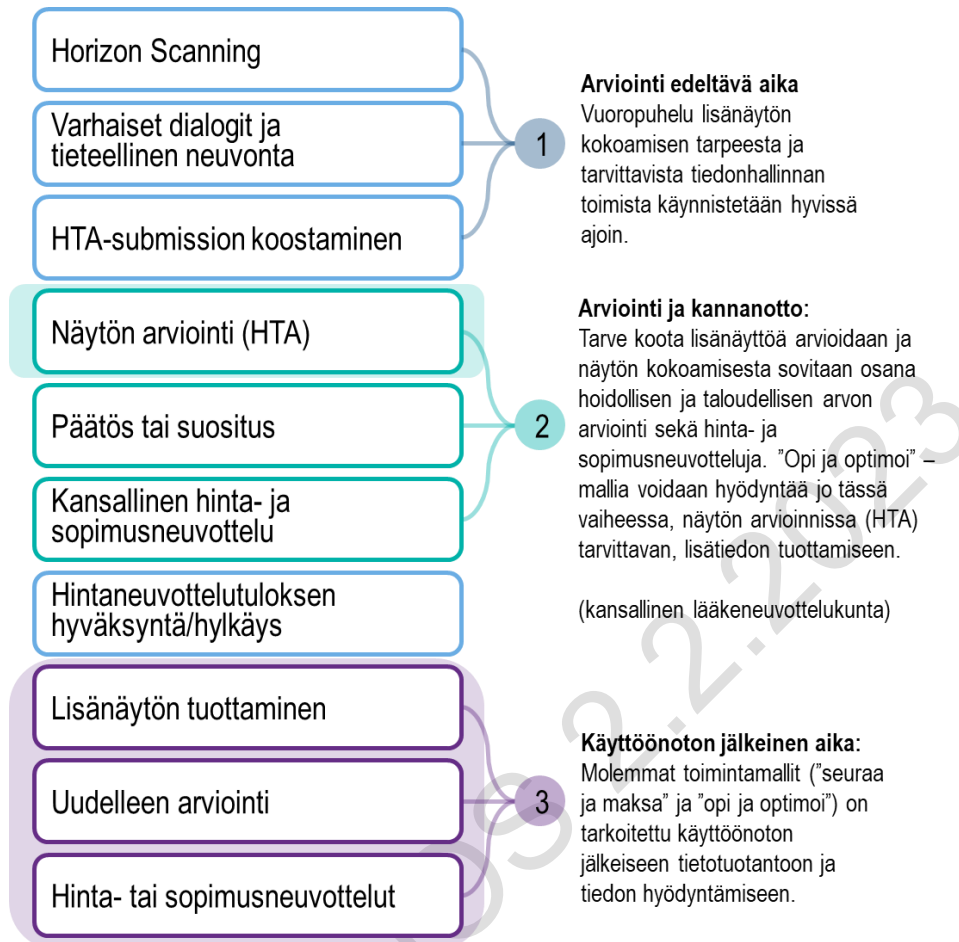 Horizon Scanning
Varhaiset dialogit ja
tieteellinen neuvonta
HTA-submission koostaminen
1
Arviointi edeltävä aika
Vuoropuhelu lisänäytön
kokoamisen tarpeesta ja
tarvittavista tiedonhallinnan
toimista käynnistetään hyvissä
ajoin.
Näytön arviointi (HTA)
Päätös tai suositus
Kansallinen hinta- ja
sopimusneuvottelu
2
Arviointi ja kannanotto:
Tarve koota lisänäyttöä arvioidaan ja
näytön kokoamisesta sovitaan osana
hoidollisen ja taloudellisen arvon
arviointi sekä hinta- ja
sopimusneuvotteluja. ”Opi ja optimoi” –
mallia voidaan hyödyntää jo tässä
vaiheessa, näytön arvioinnissa (HTA)
tarvittavan, lisätiedon tuottamiseen.
(kansallinen lääkeneuvottelukunta)
Hintaneuvottelutuloksen
hyväksyntä/hylkäys
Lisänäytön tuottaminen
Uudelleen arviointi
Hinta- tai sopimusneuvottelut
3
Käyttöönoton jälkeinen aika:
Molemmat toimintamallit (”seuraa
ja maksa” ja ”opi ja optimoi”) on
tarkoitettu käyttöönoton
jälkeiseen tietotuotantoon ja
tiedon hyödyntämiseen.
2.2.2023